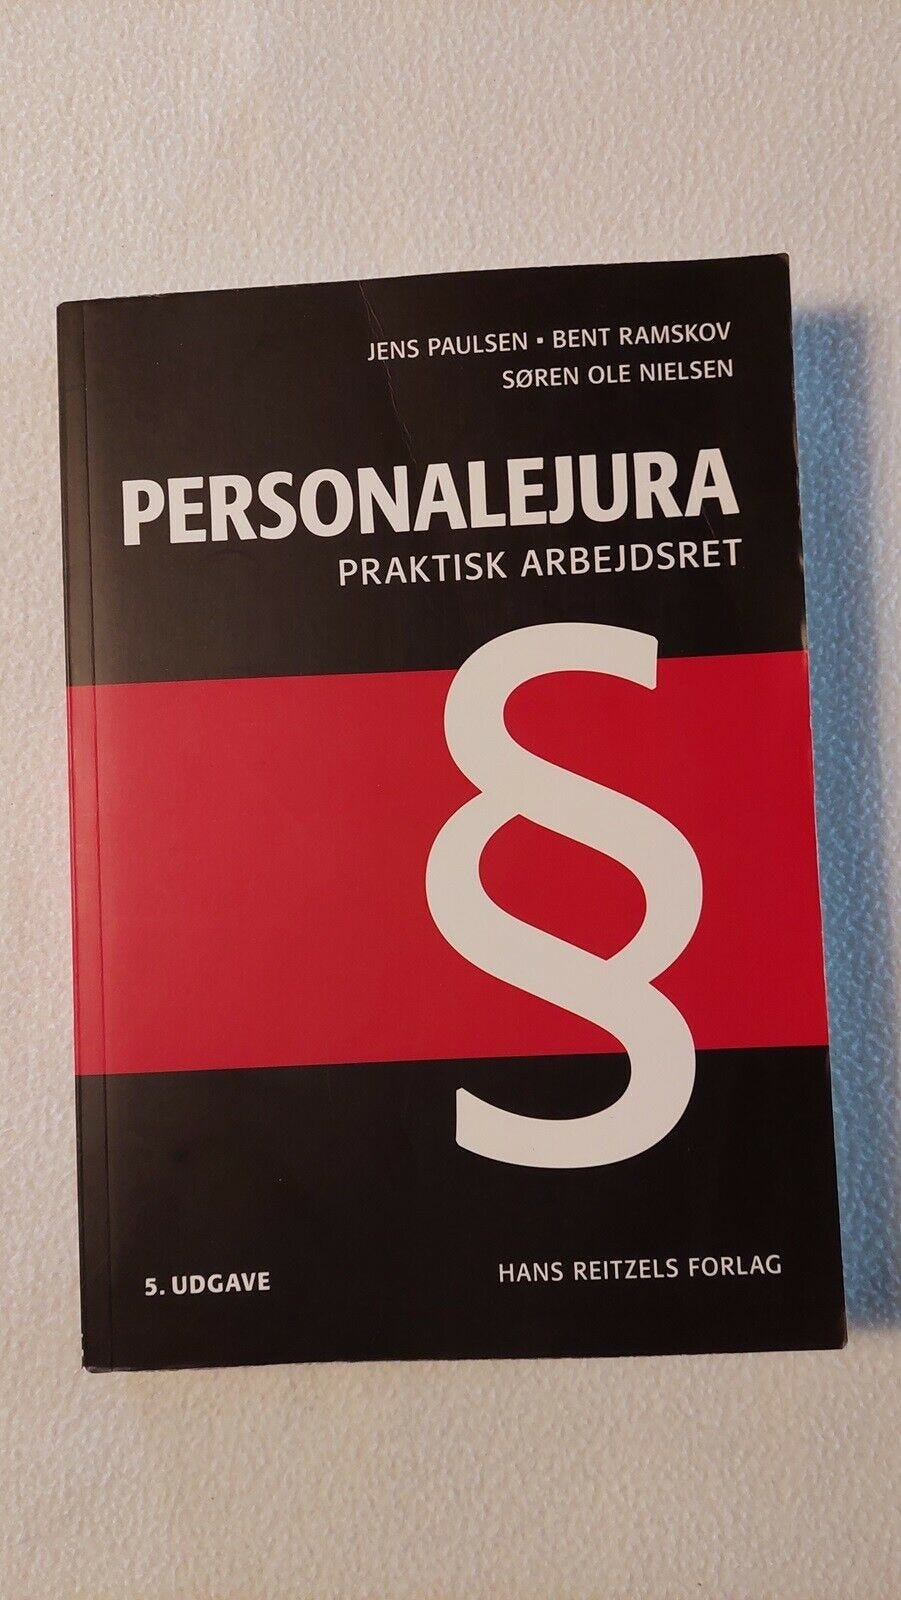 JENS PAULSEN ▪ BENT RAMSKOV
SØREN OLE NIELSEN
PERSONALEJURA
PRAKTISK ARBEJDSRET
§
5. UDGAVE
HANS REITZELS FORLAG